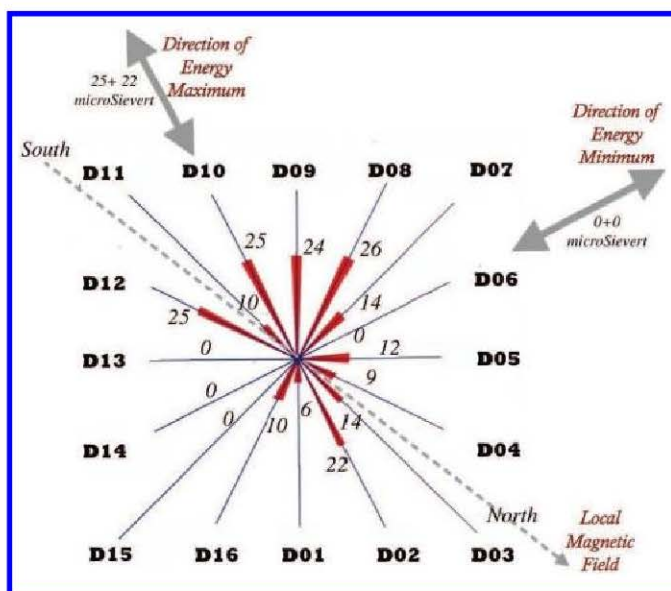 Direction of
Energy
Maximum
25+ 22
microSievert
Direction of
Energy
Minimum
0+0
microSievert
South
D11
D10
D09
D08
D07
25
24
26
D12
10
14
D06
25
0
D13
0
12
D05
0
9
0
10
6
14
D14
22
D04
North
Local
Magnetic
Field
D15
D16
D01
D02
D03